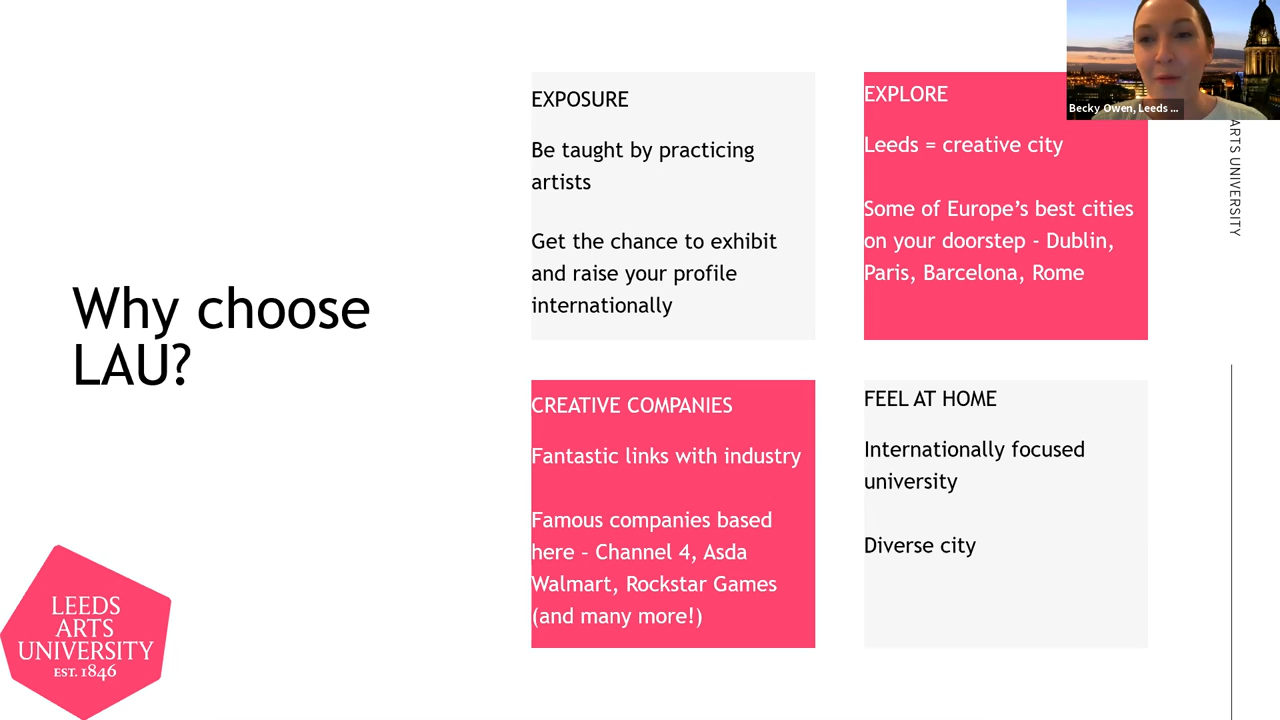 Why choose
LAU?
EXPOSURE
Be taught by practicing
artists
Get the chance to exhibit
and raise your profile
internationally
EXPLORE
Leeds = creative city
Some of Europe’s best cities
on your doorstep - Dublin,
Paris, Barcelona, Rome
CREATIVE COMPANIES
Fantastic links with industry
Famous companies based
here – Channel 4, Asda
Walmart, Rockstar Games
(and many more!)
FEEL AT HOME
Internationally focused
university
Diverse city
Becky Owen, Leeds ...
ARTS UNIVERSITY
LEEDS
ARTS
UNIVERSITY
EST. 1846